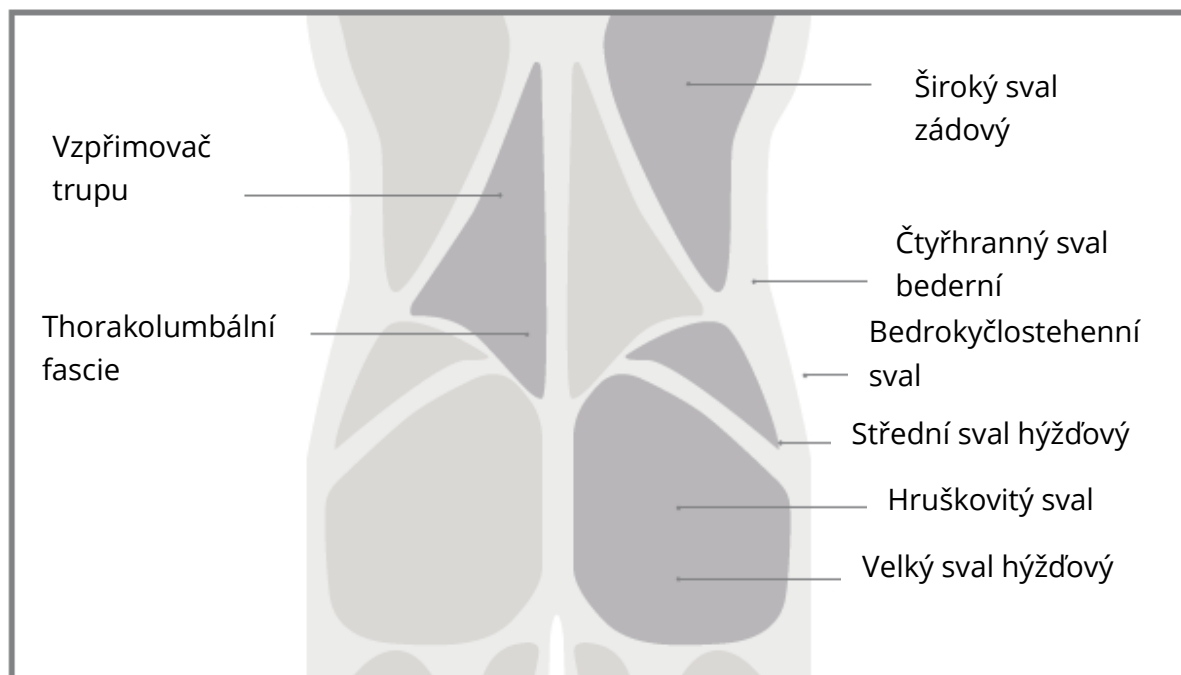 Široký sval
zádový
Vzpřimovač
trupu
Čtyřhranný sval
bederní
Thorakolumbální
fascie
Bedrokyčlostehenní
sval
Střední sval hýžďový
Hruškovitý sval
Velký sval hýžďový